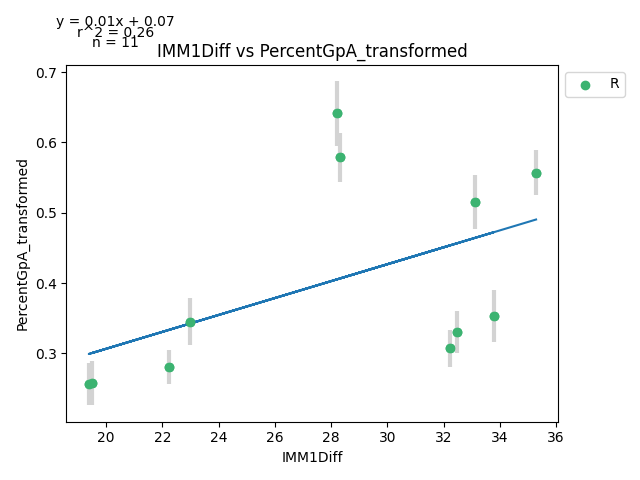 y = 0.01x + 0.07
r^2 = 0.26
n = 11
IMM1Diff vs PercentGpA_transformed
R
PercentGpA_transformed
0.7
0.6
0.5
0.4
0.3
20 22 24 26 28 30 32 34 36
IMM1Diff